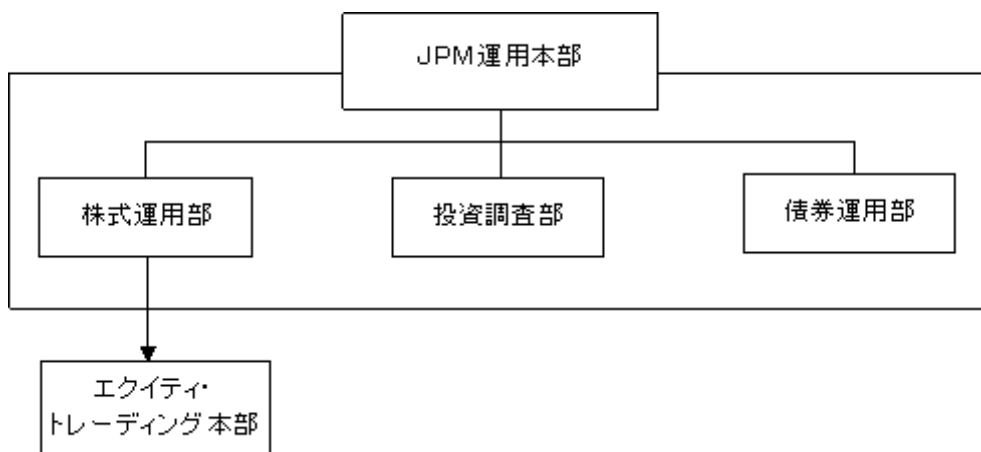 JPM運用本部
株式運用部
投資調査部
債券運用部
エクイティ・
トレーディング本部